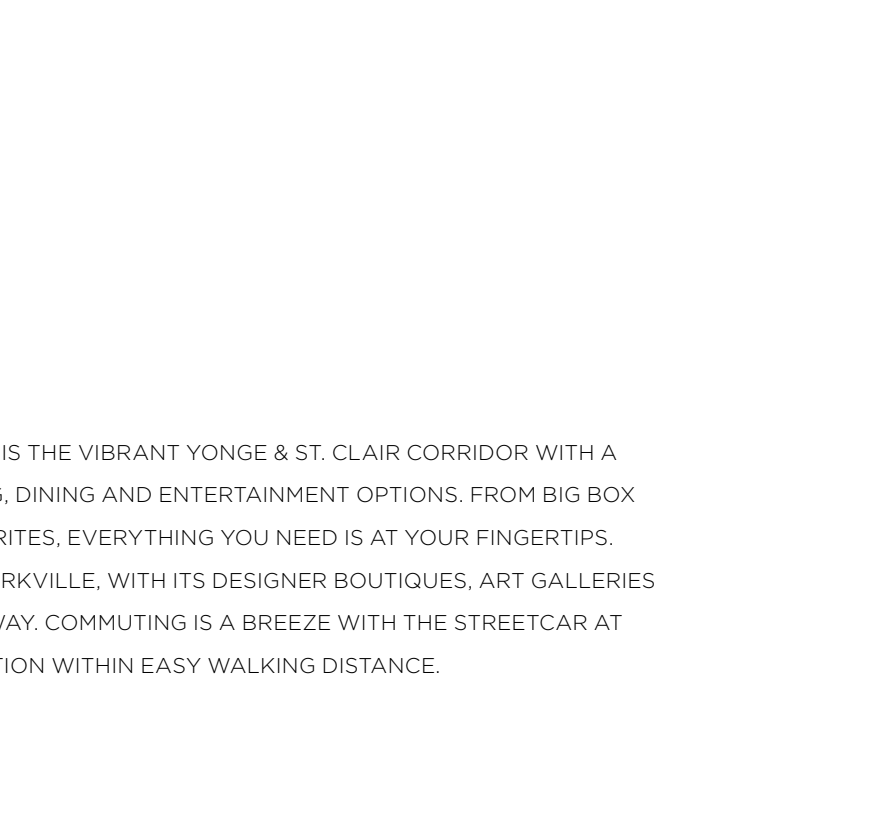 IS THE VIBRANT YONGE & ST. CLAIR CORRIDOR WITH A
, DINING AND ENTERTAINMENT OPTIONS. FROM BIG BOX
RITES, EVERYTHING YOU NEED IS AT YOUR FINGERTIPS.
RKVILLE, WITH ITS DESIGNER BOUTIQUES, ART GALLERIES
WAY. COMMUTING IS A BREEZE WITH THE STREETCAR AT
TION WITHIN EASY WALKING DISTANCE.